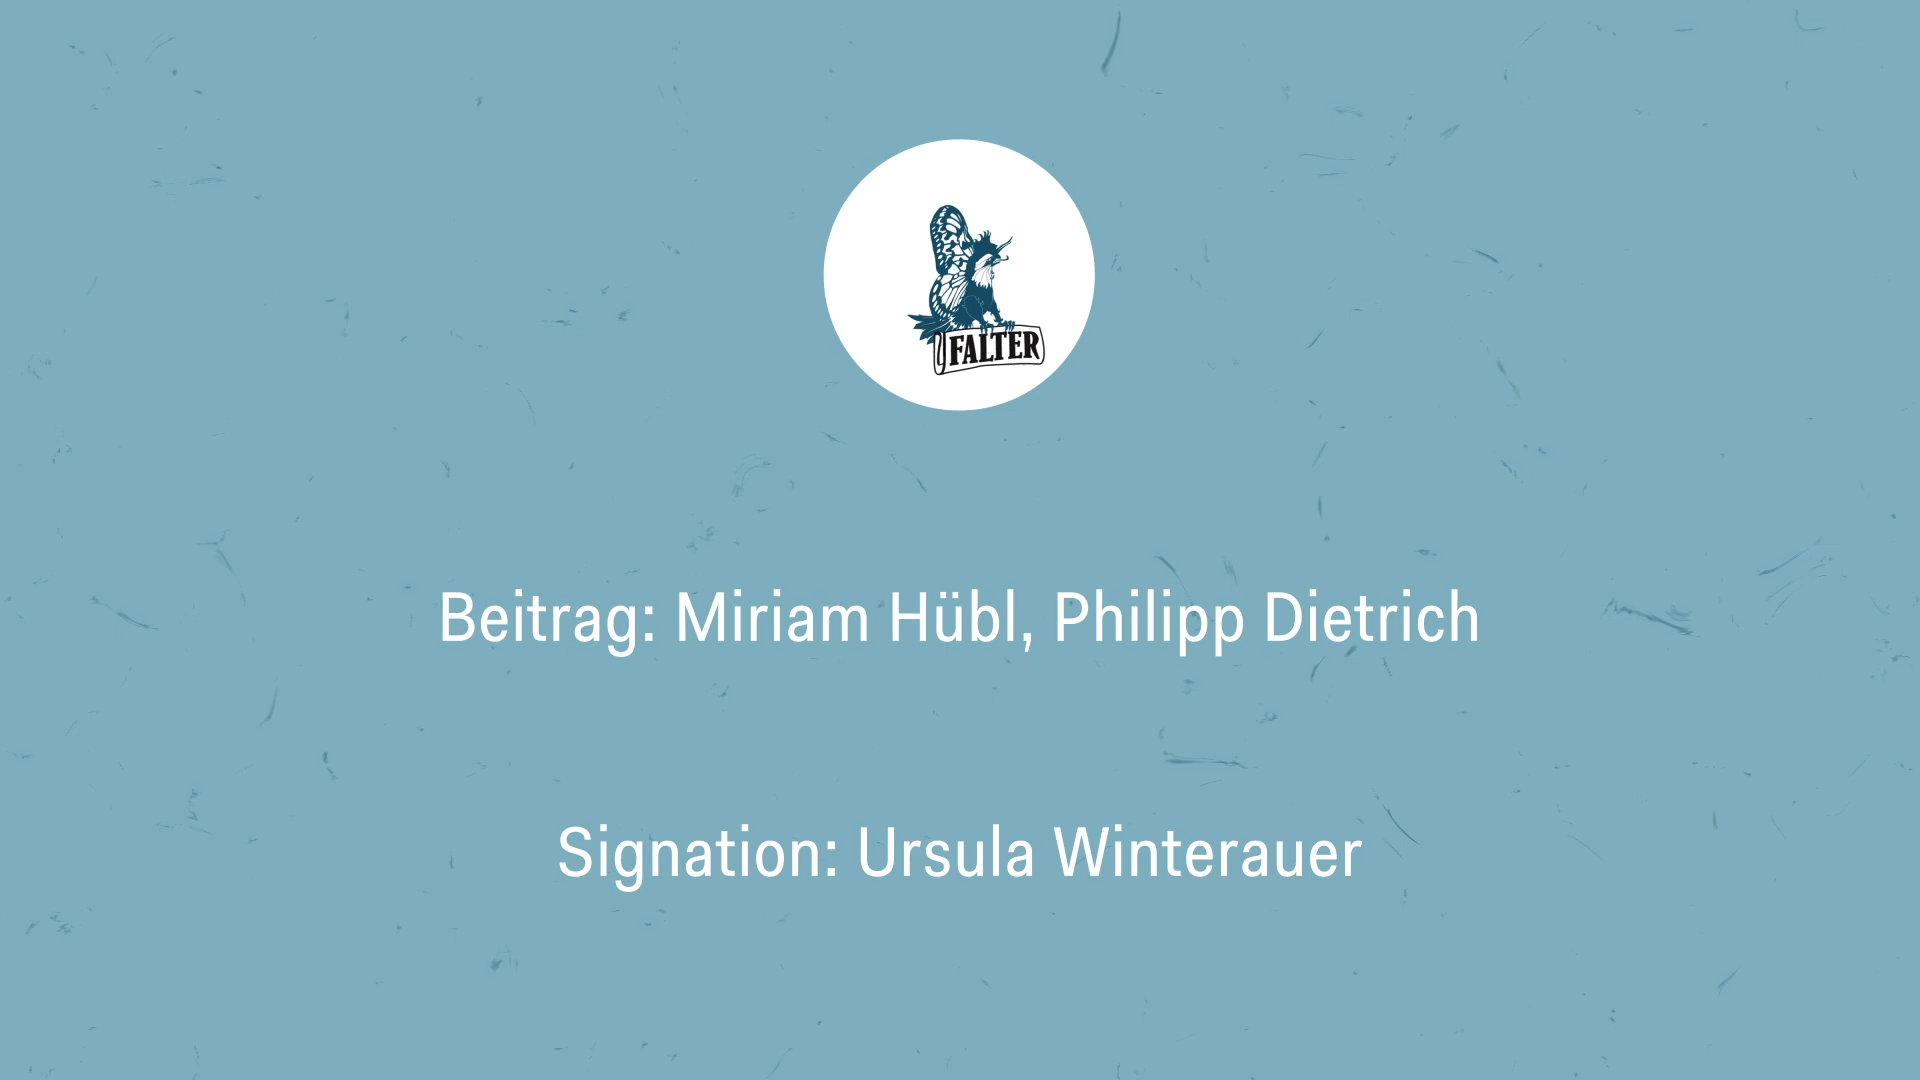 FALTER
Beitrag: Miriam Hübl, Philipp Dietrich
Signation: Ursula Winterauer